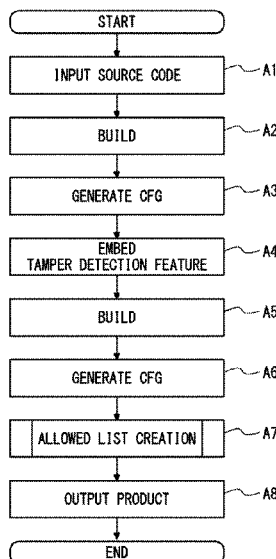 START
INPUT SOURCE CODE
A1
BUILD
A2
GENERATE CFG
A3
EMBED
TAMPER DETECTION FEATURE
A4
BUILD
A5
GENERATE CFG
A6
ALLOWED LIST CREATION
A7
OUTPUT PRODUCT
A8
END